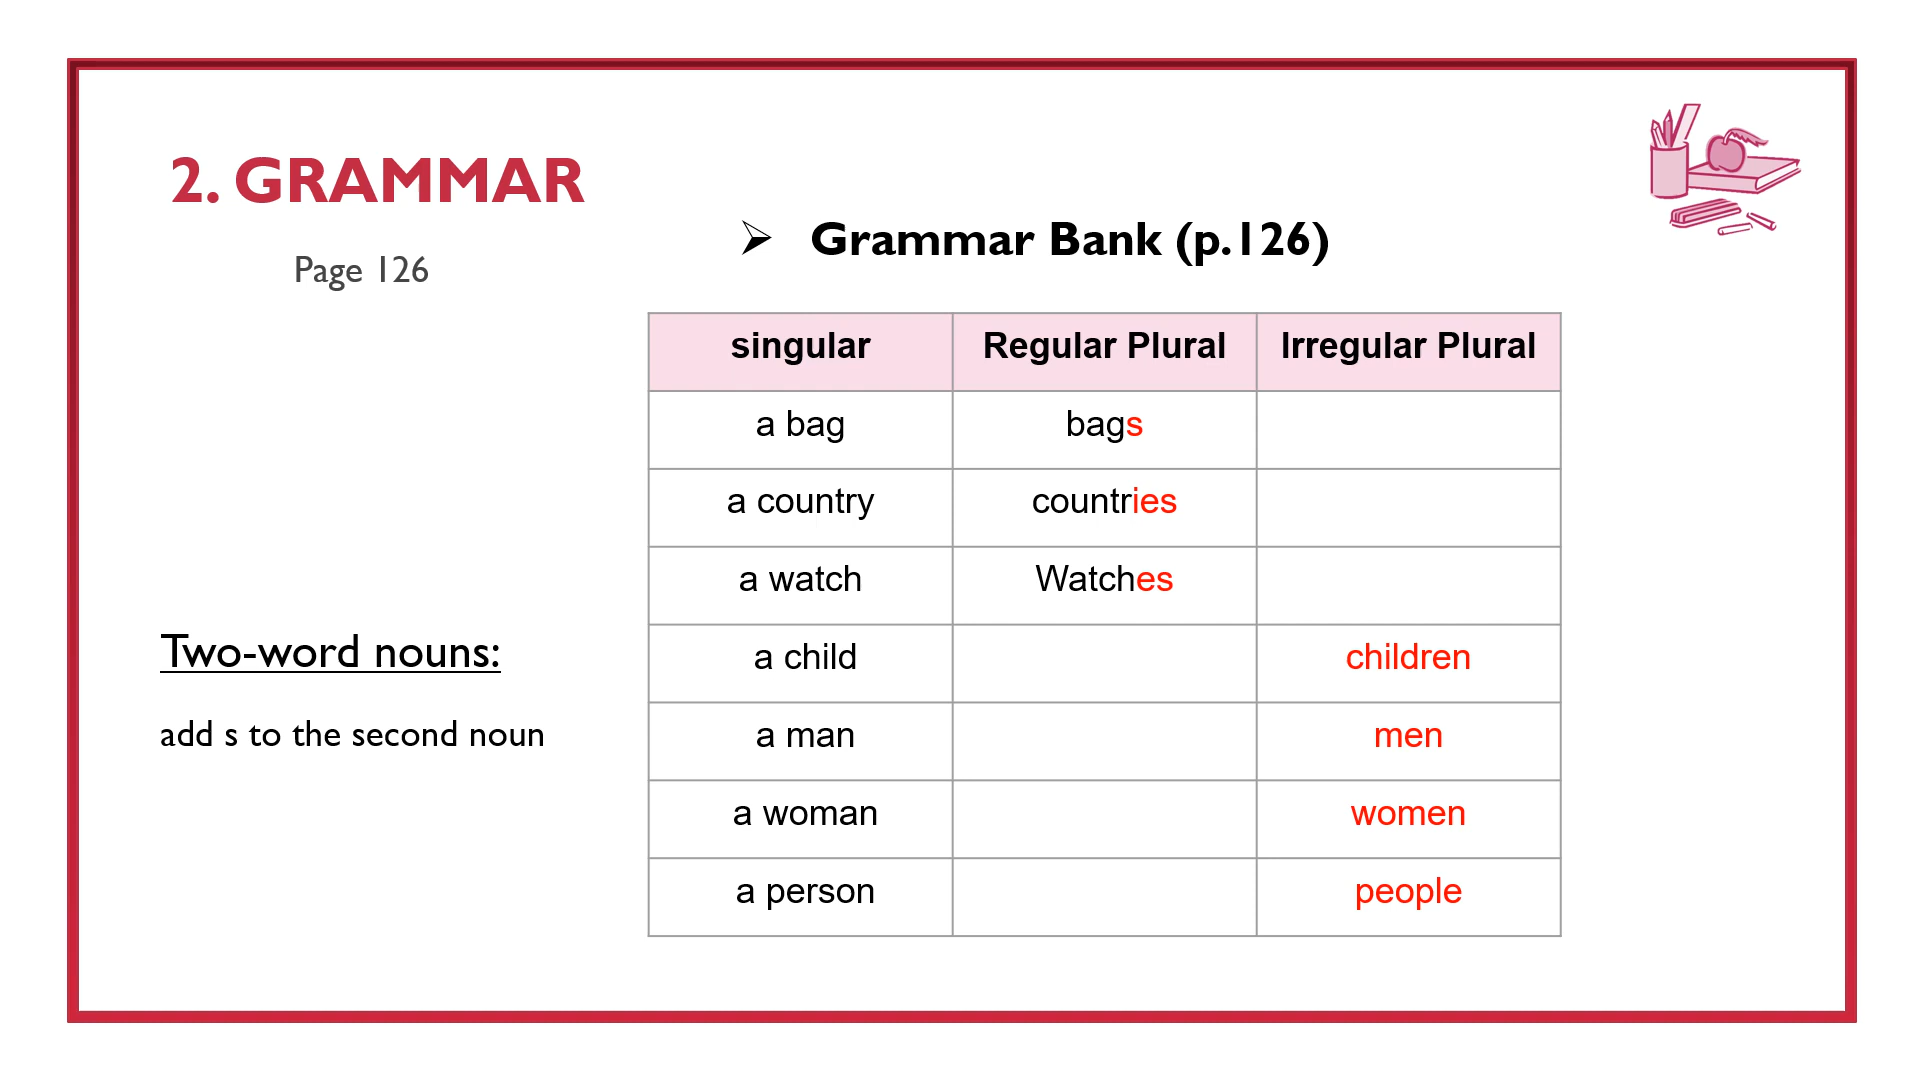 2. GRAMMAR
Page 126
Two-word nouns:
add s to the second noun
➢ Grammar Bank (p.126)
singular Regular Plural Irregular Plural
a bag bags
a country countries
a watch Watches
a child children
a man men
a woman women
a person people